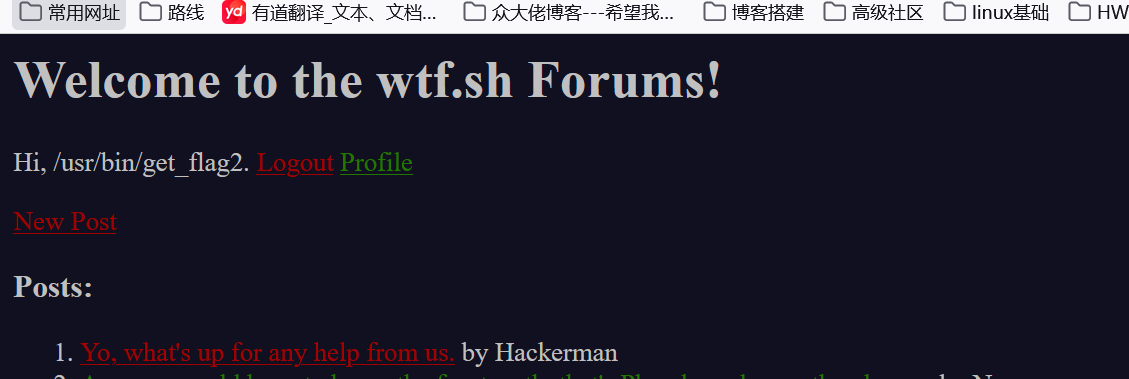 常用网址 路线 yd 有道翻译_文本、文档... 众大佬博客---希望我... 博客搭建 高级社区 linux基础 HW
Welcome to the wtf.sh Forums!
Hi, /usr/bin/get_flag2. Logout Profile
New Post
Posts:
1. Yo, what's up for any help from us. by Hackerman